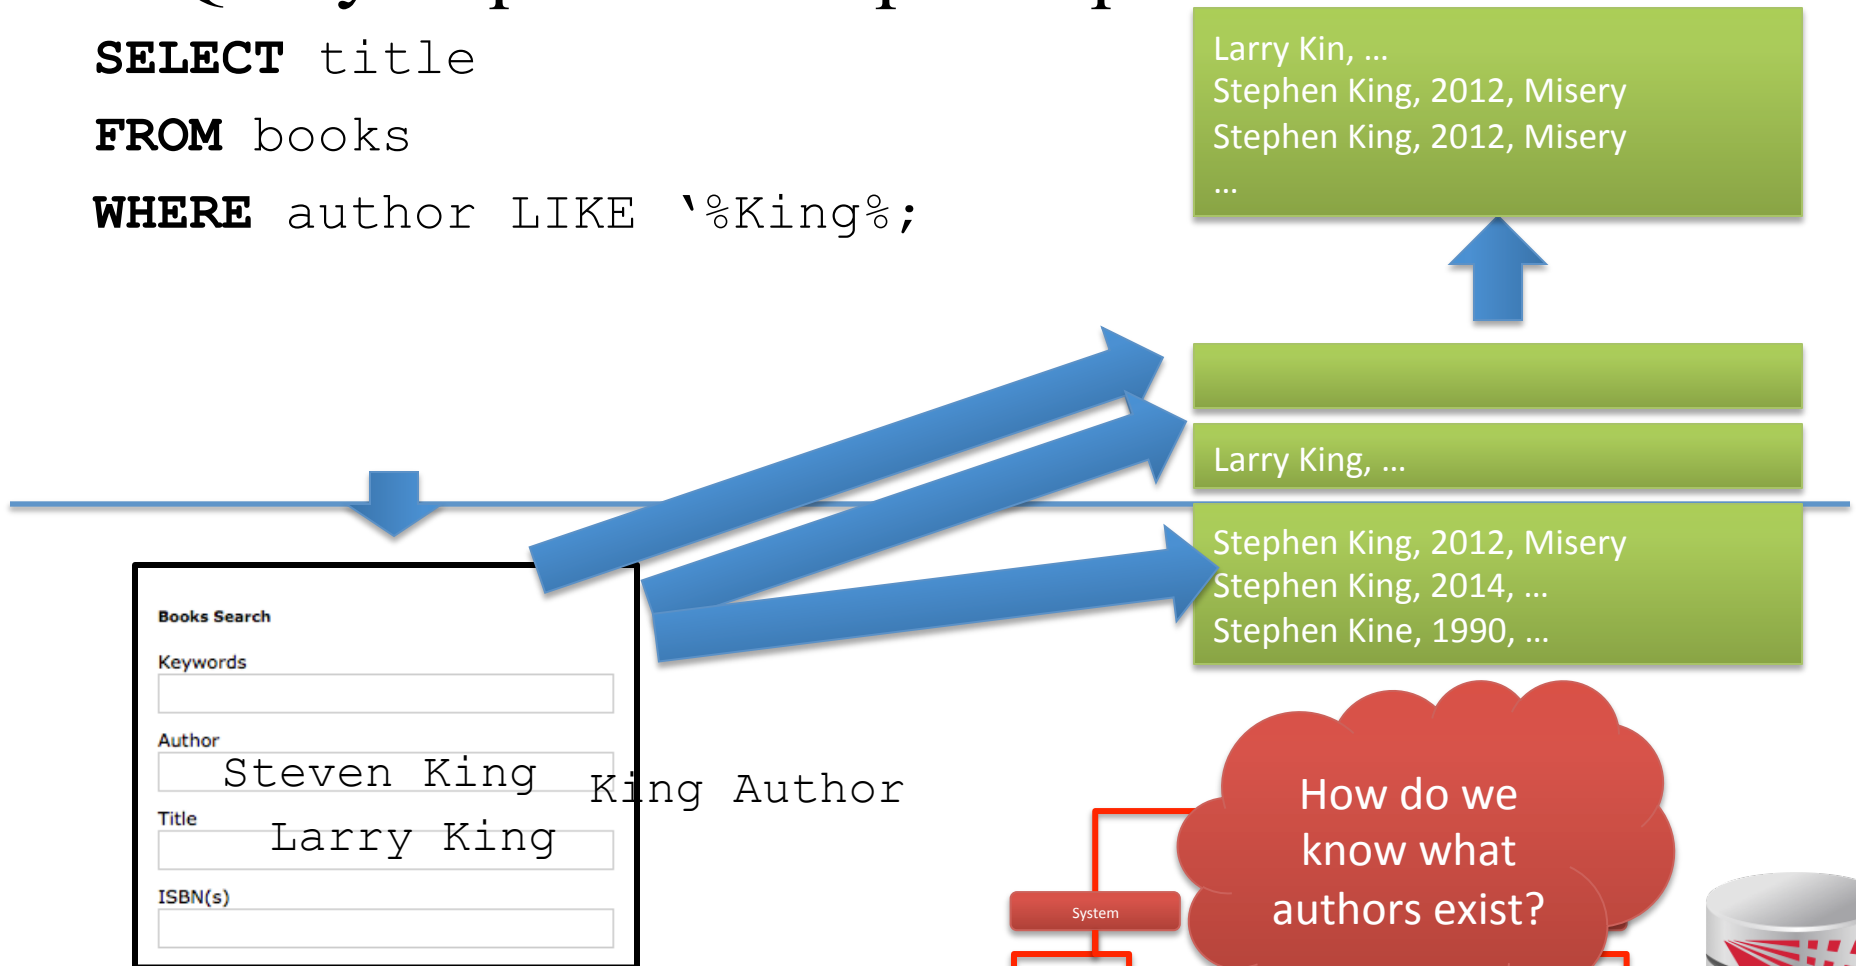 SELECT title
FROM books
WHERE author LIKE ‘%King%;
Larry Kin, ...
Stephen King, 2012, Misery
Stephen King, 2012, Misery
...
Larry King, ...
Stephen King, 2012, Misery
Stephen King, 2014, ...
Stephen Kine, 1990, ...
Books Search
Keywords
Author
Steven King
King Author
Title
Larry King
ISBN(s)
How do we
know what
authors exist?
System